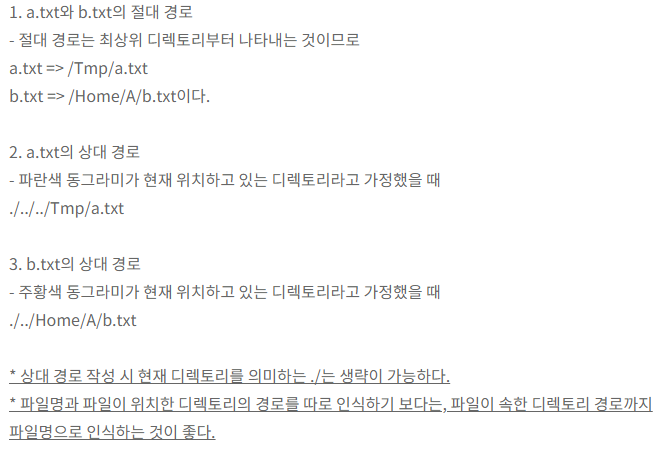 1. a.txt와 b.txt의 절대 경로
- 절대 경로는 최상위 디렉토리부터 나타내는 것이므로
a.txt => /Tmp/a.txt
b.txt => /Home/A/b.txt이다.
2. a.txt의 상대 경로
- 파란색 동그라미가 현재 위치하고 있는 디렉토리라고 가정했을 때
./../../Tmp/a.txt
3. b.txt의 상대 경로
- 주황색 동그라미가 현재 위치하고 있는 디렉토리라고 가정했을 때
./../Home/A/b.txt
* 상대 경로 작성 시 현재 디렉토리를 의미하는 ./는 생략이 가능하다.
* 파일명과 파일이 위치한 디렉토리의 경로를 따로 인식하기 보다는, 파일이 속한 디렉토리 경로까지
파일명으로 인식하는 것이 좋다.